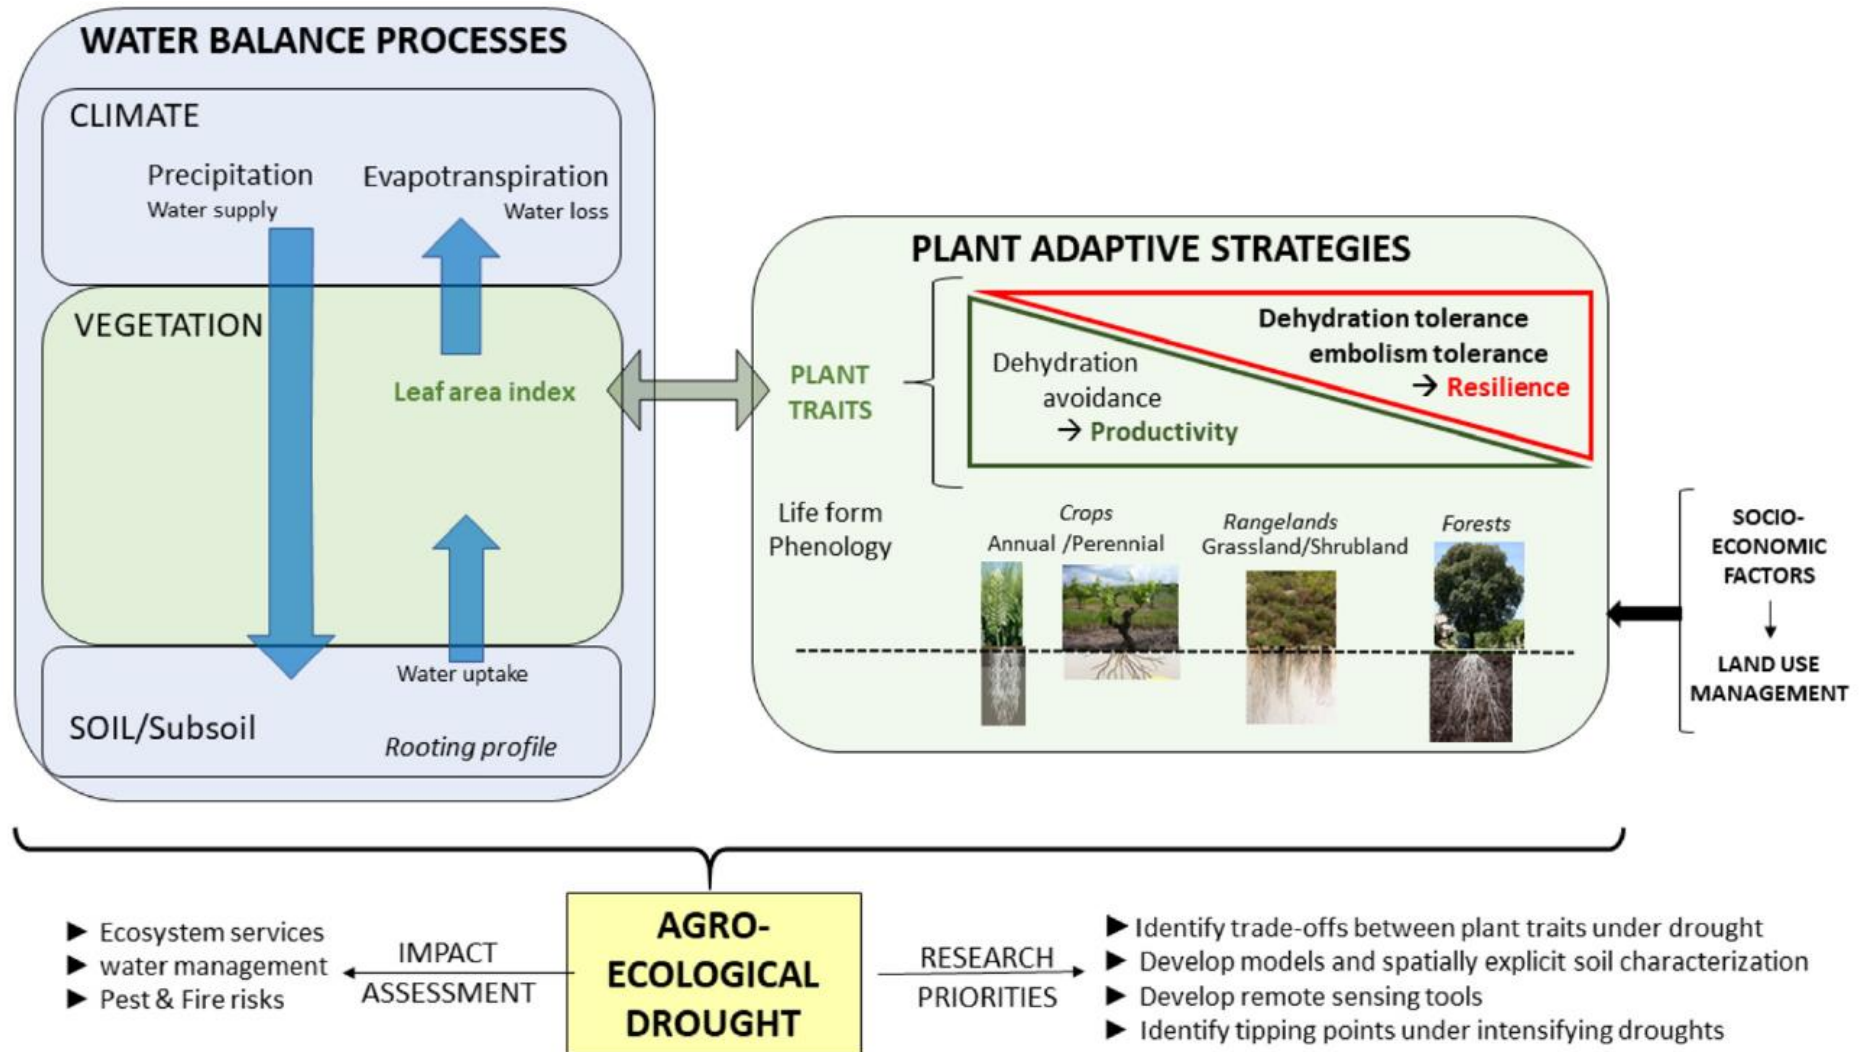 WATER BALANCE PROCESSES
CLIMATE
Precipitation
Water supply
Evapotranspiration
Water loss
VEGETATION
Leaf area index
Water uptake
SOIL/Subsoil
Rooting profile
PLANT ADAPTIVE STRATEGIES
PLANT
TRAITS
Dehydration
avoidance
→ Productivity
Dehydration tolerance
embolism tolerance
→ Resilience
Life form
Phenology
Crops
Annual /Perennial
Rangelands
Grassland/Shrubland
Forests
SOCIO-
ECONOMIC
FACTORS
LAND USE
MANAGEMENT
► Ecosystem services
► water management
► Pest & Fire risks
IMPACT
ASSESSMENT
AGRO-
ECOLOGICAL
DROUGHT
RESEARCH
PRIORITIES
► Identify trade-offs between plant traits under drought
► Develop models and spatially explicit soil characterization
► Develop remote sensing tools
► Identify tipping points under intensifying droughts